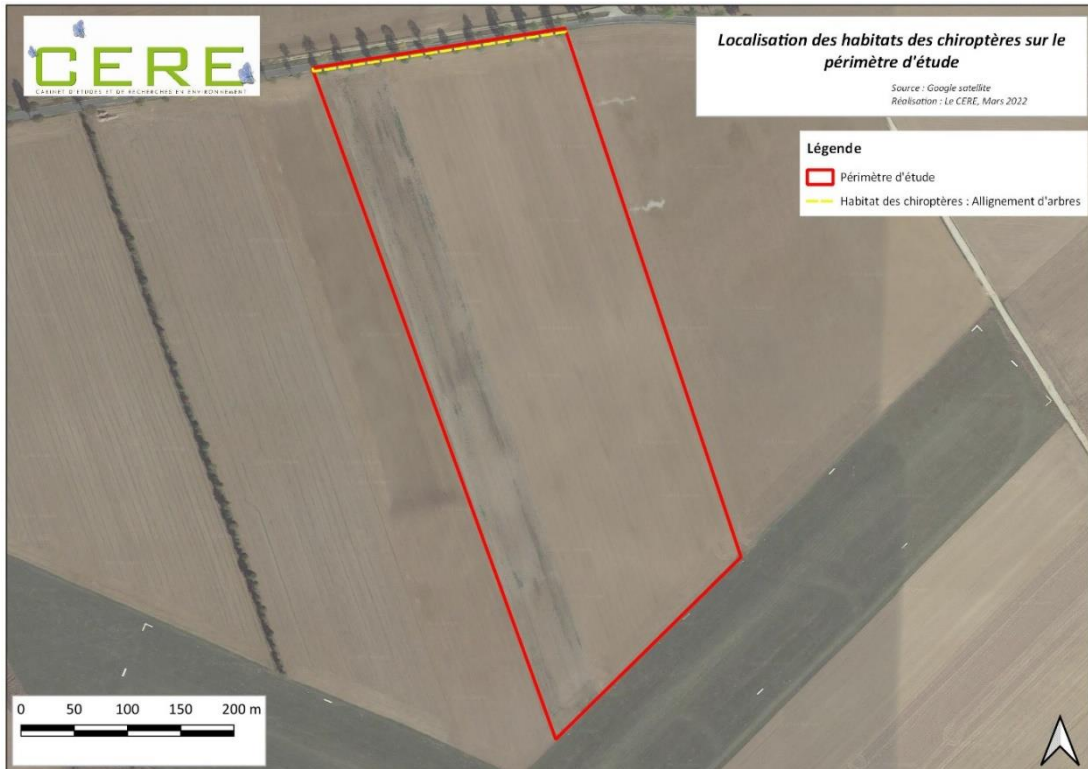 CERE
CABINET D'ÉTUDES ET DE RECHERCHES EN ENVIRONNEMENT
Localisation des habitats des chiroptères sur le
périmètre d'étude
Source : Google satellite
Réalisation : Le CERE, Mars 2022
Légende
Périmètre d'étude
Habitat des chiroptères : Allignement d'arbres
0 50 100 150 200 m